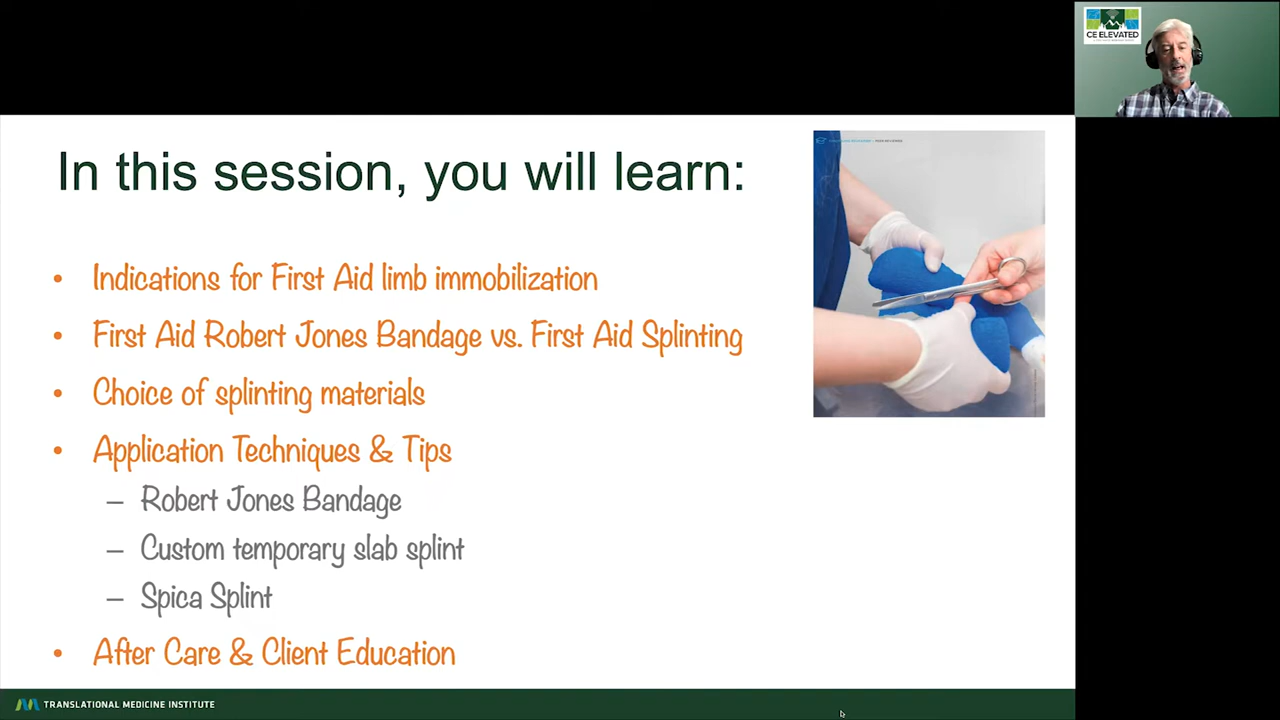 CE ELEVATED
In this session, you will learn:
• Indications for First Aid limb immobilization
• First Aid Robert Jones Bandage vs. First Aid Splinting
• Choice of splinting materials
• Application Techniques & Tips
– Robert Jones Bandage
– Custom temporary slab splint
– Spica Splint
• After Care & Client Education
TRANSLATIONAL MEDICINE INSTITUTE